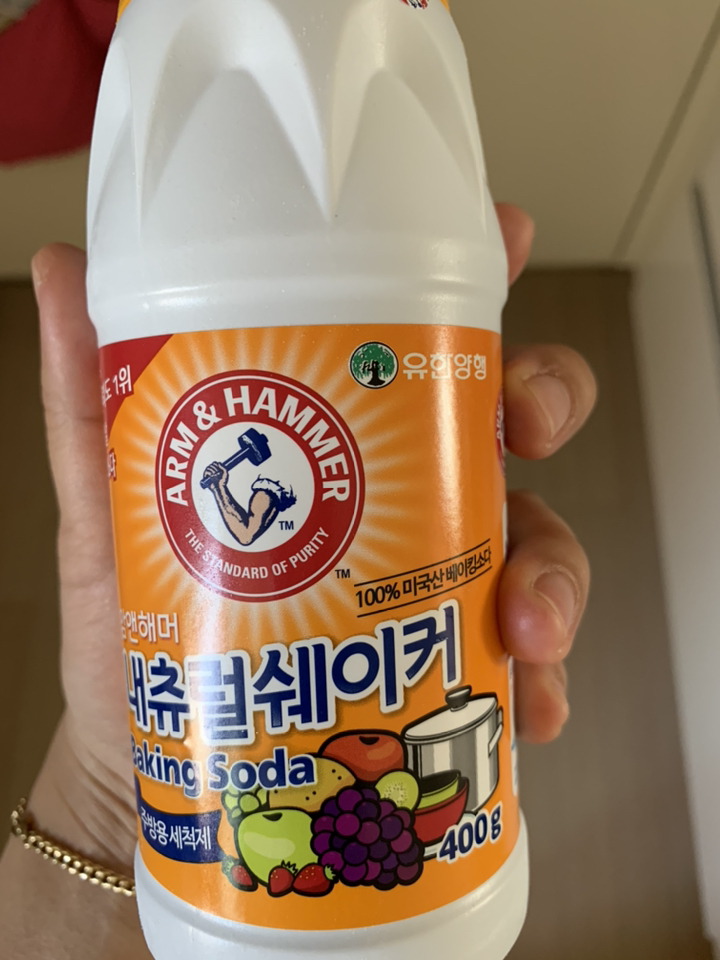 1위
유한양행
ARM & HAMMER
TM
THE STANDARD OF PURITY
TM
100% 미국산 베이킹소다
암앤해머
내츄럴쉐이커
Baking Soda
주방용세척제
400g